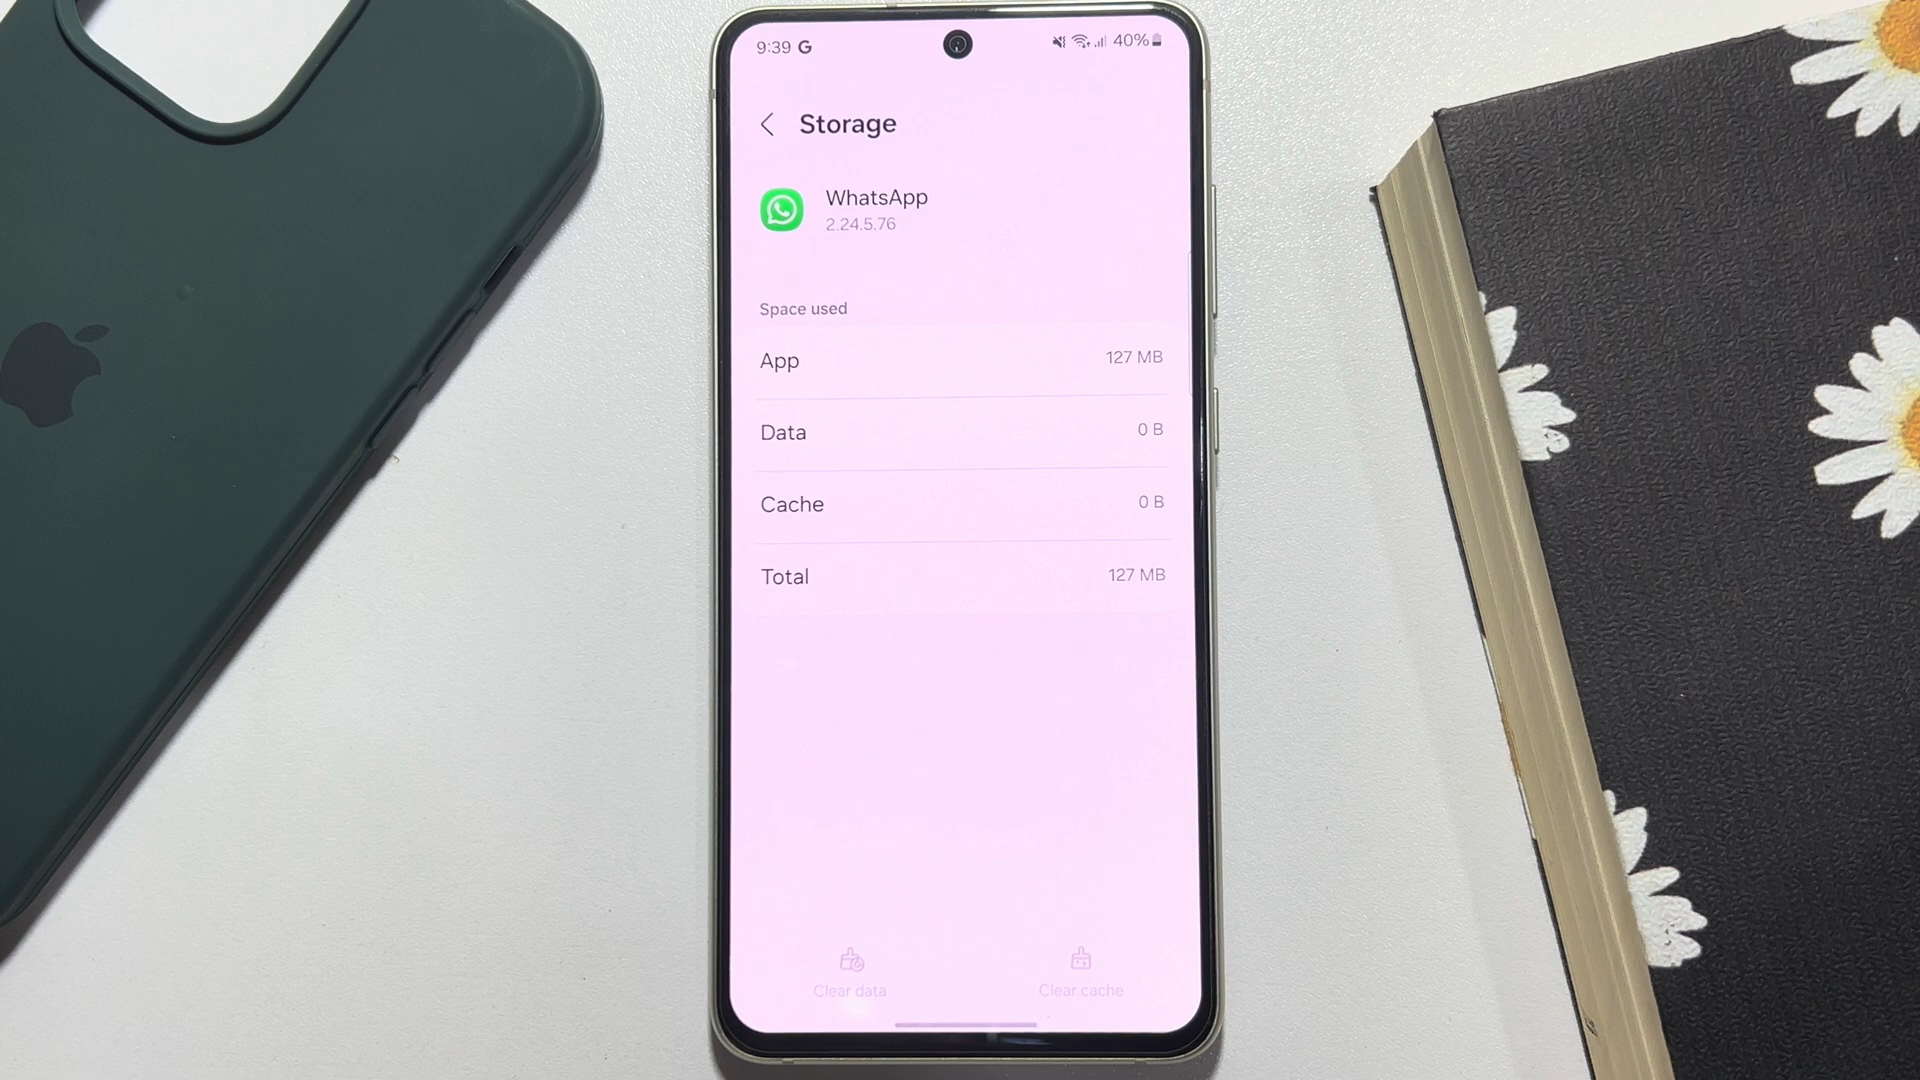 9:39 G
40%
Storage
WhatsApp
2.24.5.76
Space used
App 127 MB
Data 0 B
Cache 0 B
Total 127 MB
Clear data
Clear cache